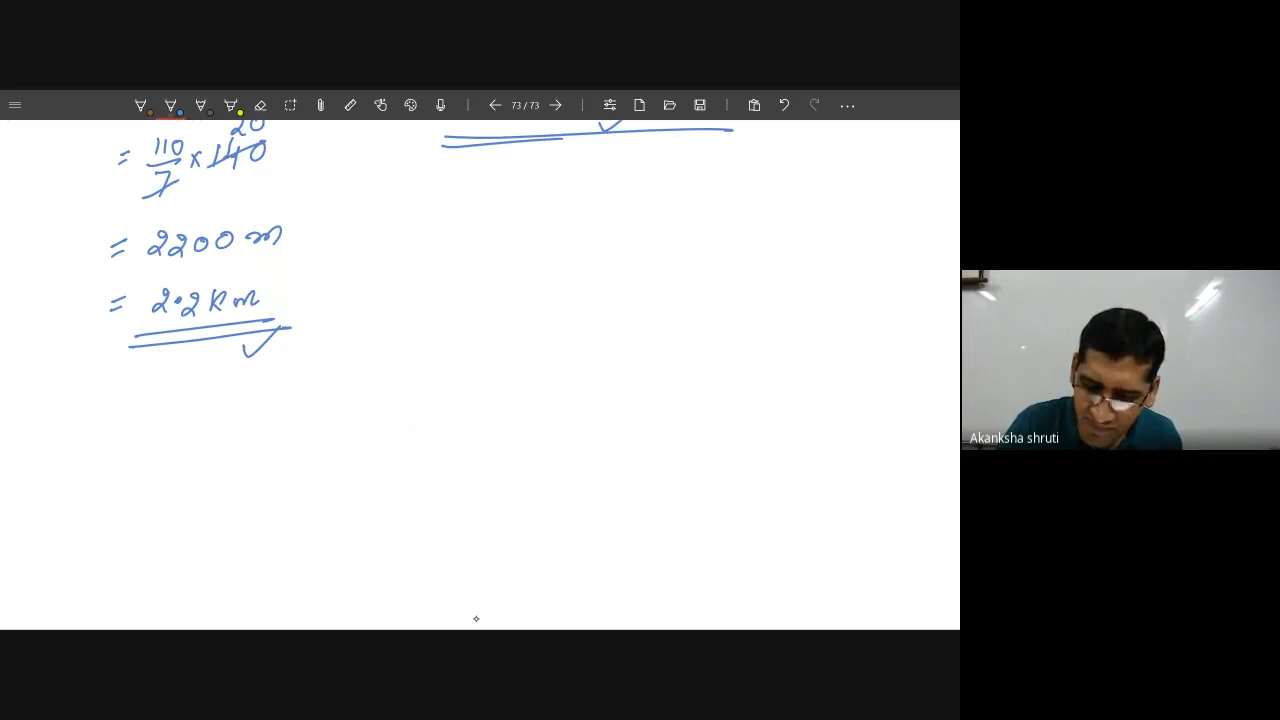 73 / 73
20
= 110/7 × 140
= 2200 m
= 2.2 Km
Akanksha shruti